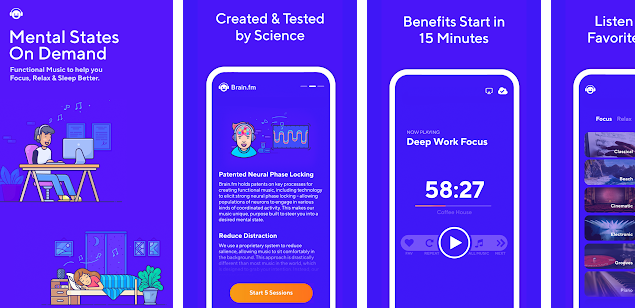 Mental States
On Demand
Functional Music to help you
Focus, Relax & Sleep Better.
Created & Tested
by Science
Brain.fm
Patented Neural Phase Locking
Brain.fm holds patents on key processes for
creating functional music, including technology
to elicit strong neural phase locking - allowing
populations of neurons to engage in various
kinds of coordinated activity. This makes our
music unique, purpose built to steer you into a
desired mental state.
Reduce Distraction
We use a proprietary system to reduce
salience, allowing music to sit comfortably in
the background. This approach is drastically
different than most music in the world, which
Start 5 Sessions
Benefits Start in
15 Minutes
NOW PLAYING
Deep Work Focus
58:27
Coffee House
FAV
REPEAT
ALL MUSIC
NEXT
Listen
Favorite
Focus Relax
Classical
Beach
Cinematic
Electronic
Grooves
Piano